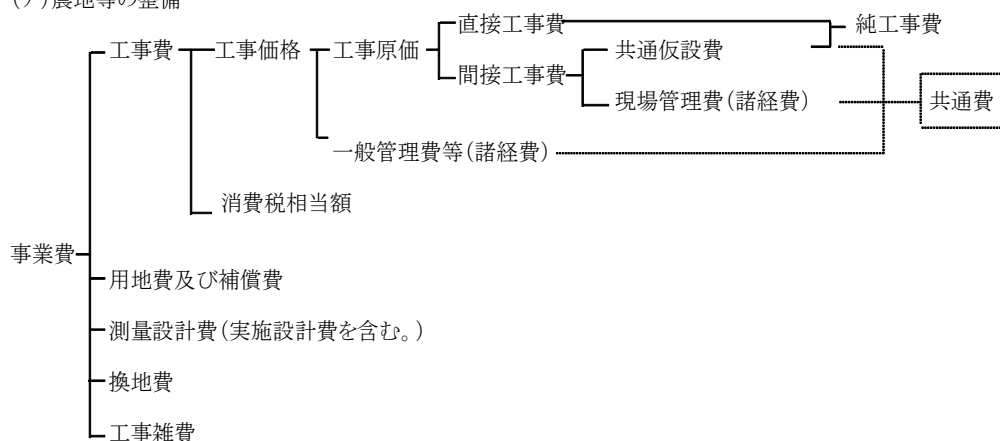 (ア)農地等の整備
直接工事費 純工事費
工事費 工事価格 工事原価 共通仮設費
間接工事費
現場管理費(諸経費) 共通費
一般管理費等(諸経費)
消費税相当額
事業費
用地費及び補償費
測量設計費(実施設計費を含む。)
換地費
工事雑費